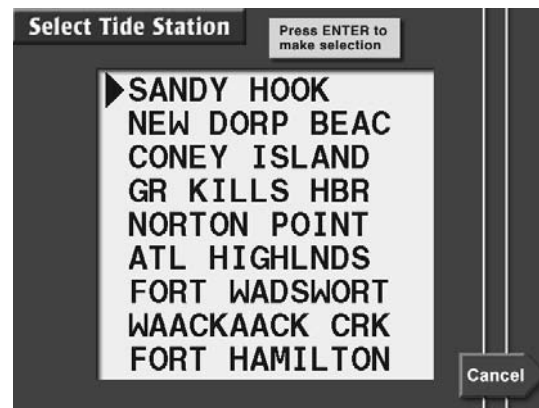 Select Tide Station
Press ENTER to
make selection
SANDY HOOK
NEW DORP BEAC
CONEY ISLAND
GR KILLS HBR
NORTON POINT
ATL HIGHLNDS
FORT WADSWORT
WAACKAACK CRK
FORT HAMILTON
Cancel